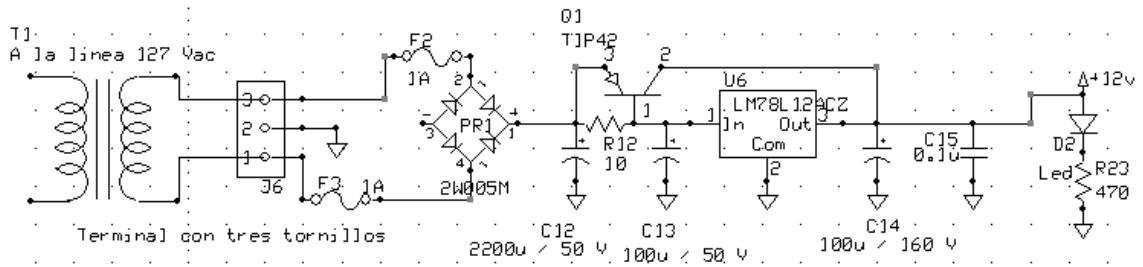 T1
A la linea 127 Vac
F2
1A
3
2
1
J6
F3 1A
Terminal con tres tornillos
2
~
-
3
PR1
+
1
4
~
2W005M
Q1
TIP42
3
2
1
R12
10
U6
LM78L12ACZ
1
In
Out
3
Com
2
+
C12
2200u / 50 V
+
C13
100u / 50 V
+
C14
100u / 160 V
C15
0.1u
+12v
D2
Led
R23
470